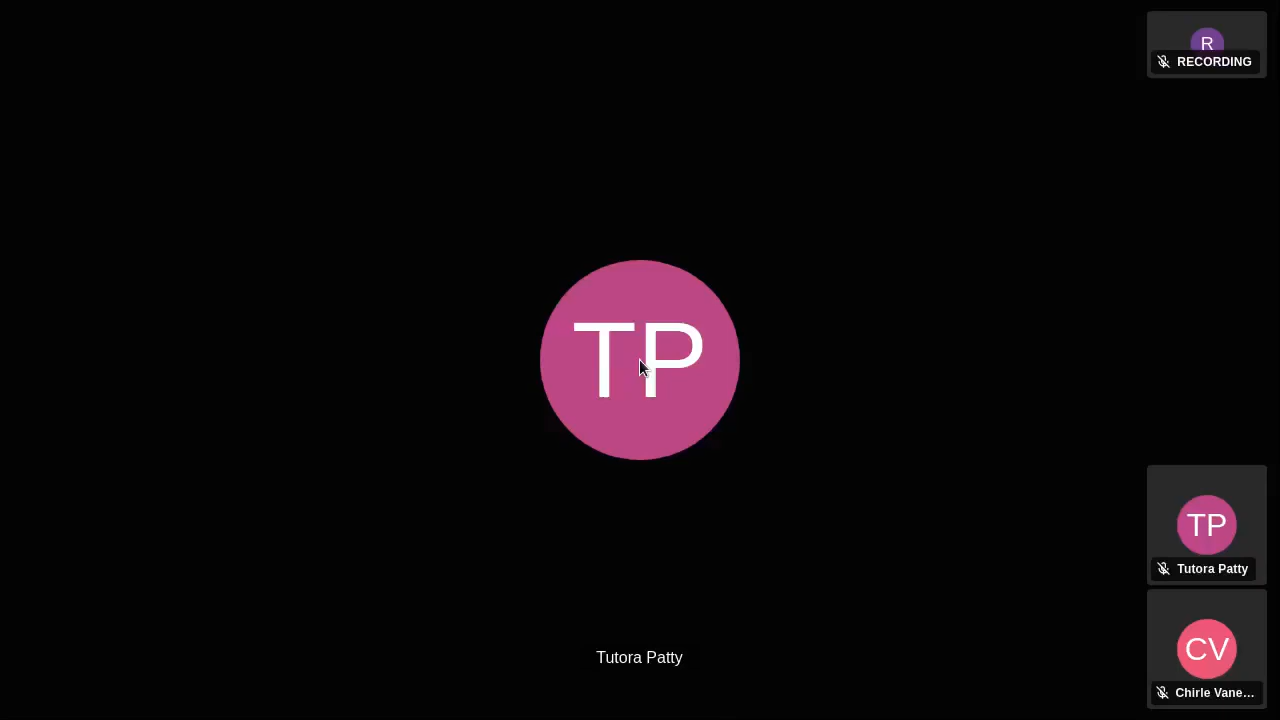 R
RECORDING
TP
TP
Tutora Patty
Tutora Patty
CV
Chirle Vane...